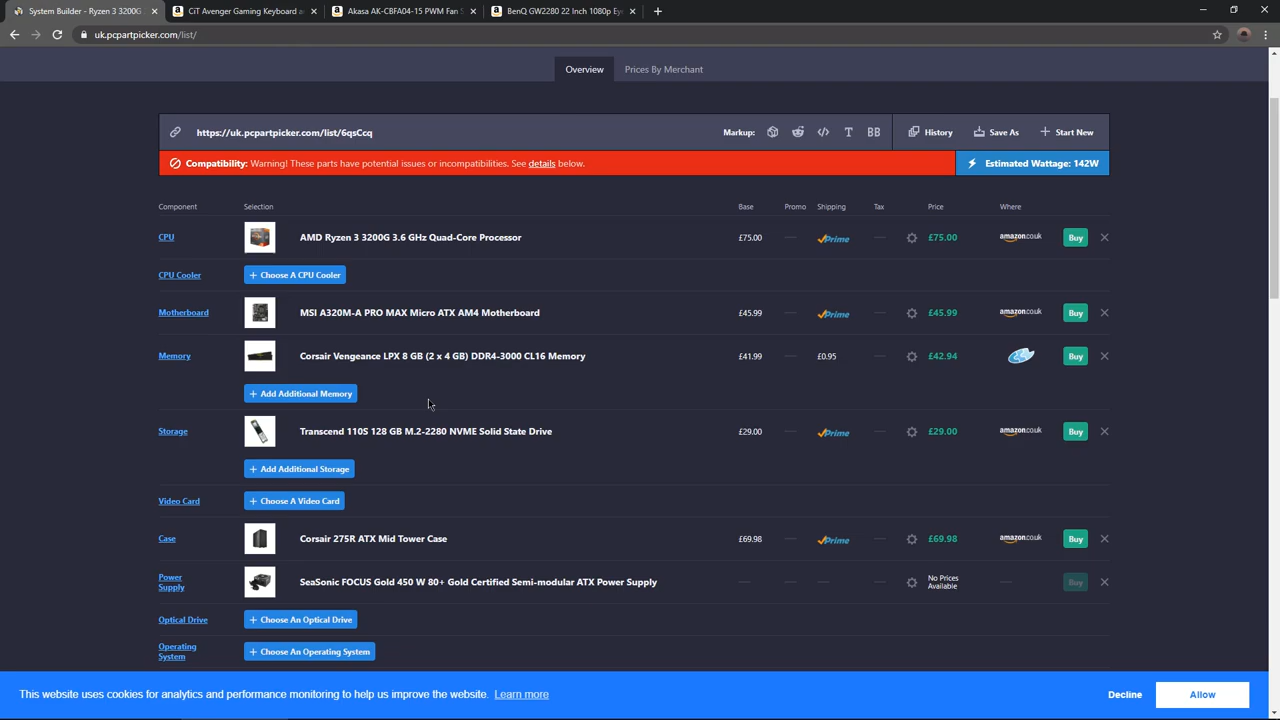 System Builder - Ryzen 3 3200G
CiT Avenger Gaming Keyboard a
Akasa AK-CBFA04-15 PWM Fan S
BenQ GW2280 22 Inch 1080p Eye
uk.pcpartpicker.com/list/
Overview Prices By Merchant
https://uk.pcpartpicker.com/list/6qsCcq Markup: BB History Save As + Start New
Compatibility: Warning! These parts have potential issues or incompatibilities. See details below. Estimated Wattage: 142W
Component Selection Base Promo Shipping Tax Price Where
CPU AMD Ryzen 3 3200G 3.6 GHz Quad-Core Processor £75.00 — Prime — £75.00 amazon.co.uk Buy
CPU Cooler + Choose A CPU Cooler
Motherboard MSI A320M-A PRO MAX Micro ATX AM4 Motherboard £45.99 — Prime — £45.99 amazon.co.uk Buy
Memory Corsair Vengeance LPX 8 GB (2 x 4 GB) DDR4-3000 CL16 Memory £41.99 — £0.95 — £42.94 Buy
+ Add Additional Memory
Storage Transcend 110S 128 GB M.2-2280 NVME Solid State Drive £29.00 — Prime — £29.00 amazon.co.uk Buy
+ Add Additional Storage
Video Card + Choose A Video Card
Case Corsair 275R ATX Mid Tower Case £69.98 — Prime — £69.98 amazon.co.uk Buy
Power Supply SeaSonic FOCUS Gold 450 W 80+ Gold Certified Semi-modular ATX Power Supply — — — — No Prices Available — Buy
Optical Drive + Choose An Optical Drive
Operating System + Choose An Operating System
This website uses cookies for analytics and performance monitoring to help us improve the website. Learn more Decline Allow